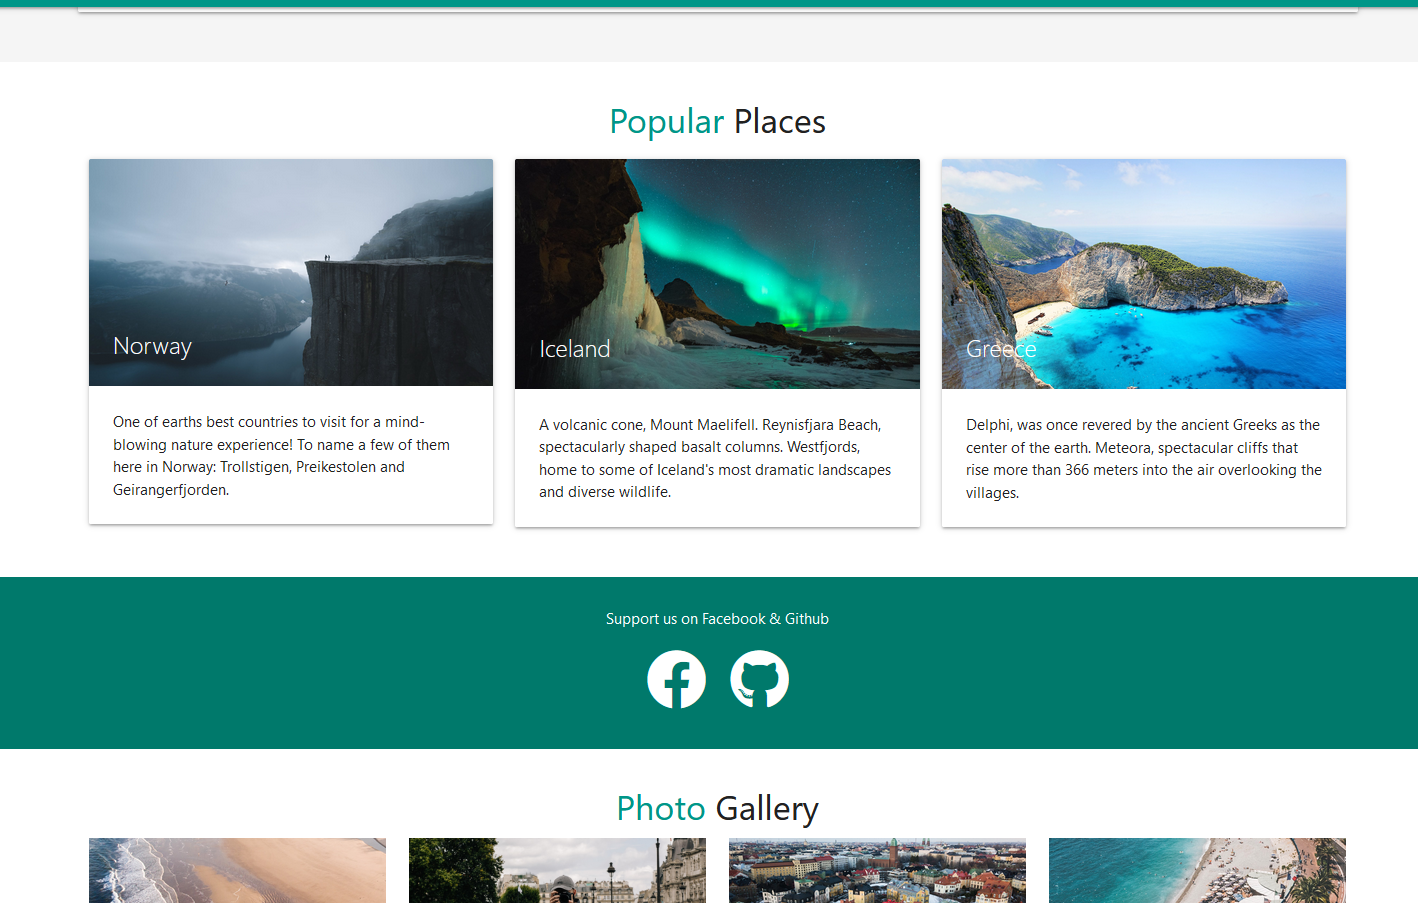 Popular Places
Norway
One of earths best countries to visit for a mind-
blowing nature experience! To name a few of them
here in Norway: Trollstigen, Preikestolen and
Geirangerfjorden.
Iceland
A volcanic cone, Mount Maelifell. Reynisfjara Beach,
spectacularly shaped basalt columns. Westfjords,
home to some of Iceland's most dramatic landscapes
and diverse wildlife.
Greece
Delphi, was once revered by the ancient Greeks as the
center of the earth. Meteora, spectacular cliffs that
rise more than 366 meters into the air overlooking the
villages.
Support us on Facebook & Github
Photo Gallery